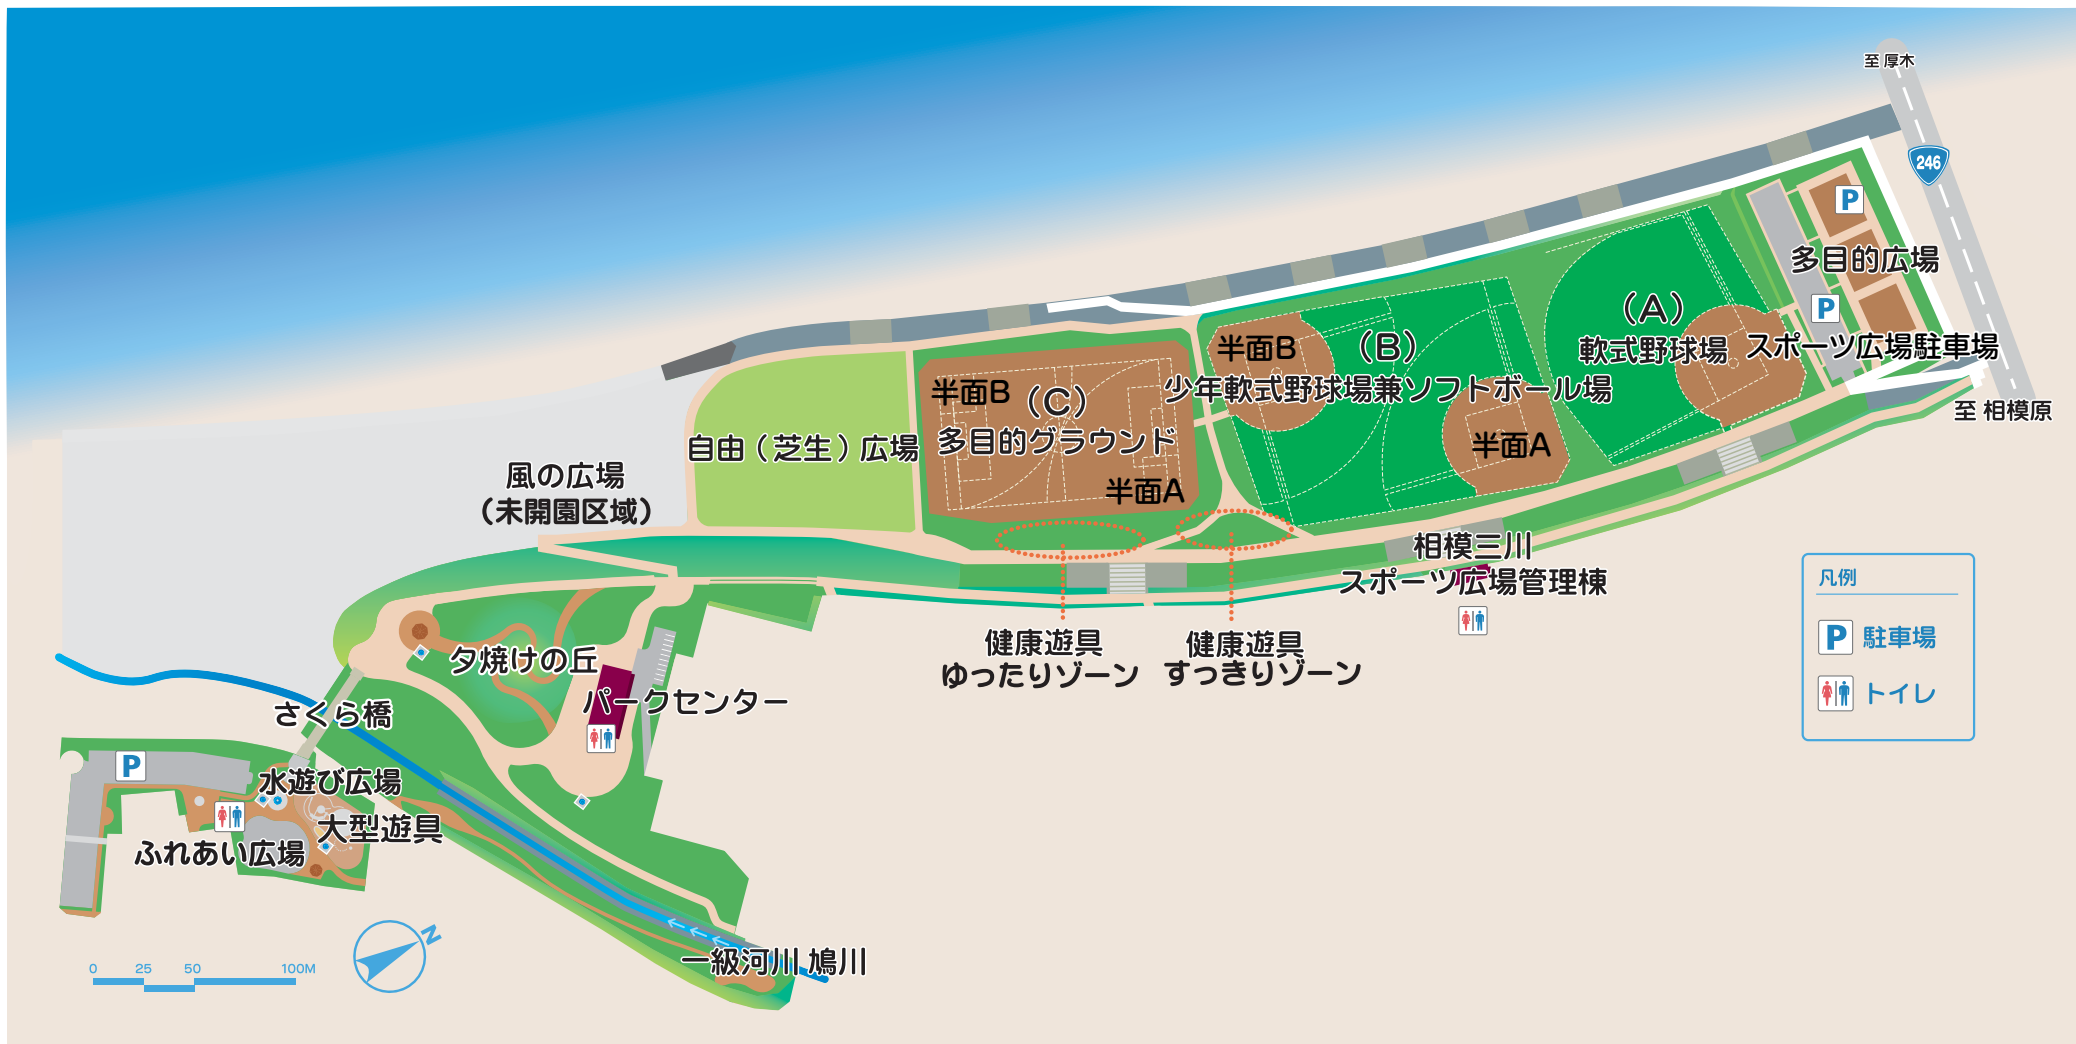 至 厚木
246
P
多目的広場
P
スポーツ広場駐車場
至 相模原
(A)
軟式野球場
半面B
(B)
少年軟式野球場兼ソフトボール場
半面A
半面B
(C)
多目的グラウンド
半面A
自由（芝生）広場
風の広場
（未開園区域）
相模三川
スポーツ広場管理棟
健康遊具
ゆったりゾーン
健康遊具
すっきりゾーン
凡例
P 駐車場
トイレ
夕焼けの丘
パークセンター
さくら橋
P
水遊び広場
大型遊具
ふれあい広場
一級河川 鳩川
0 25 50 100M
N